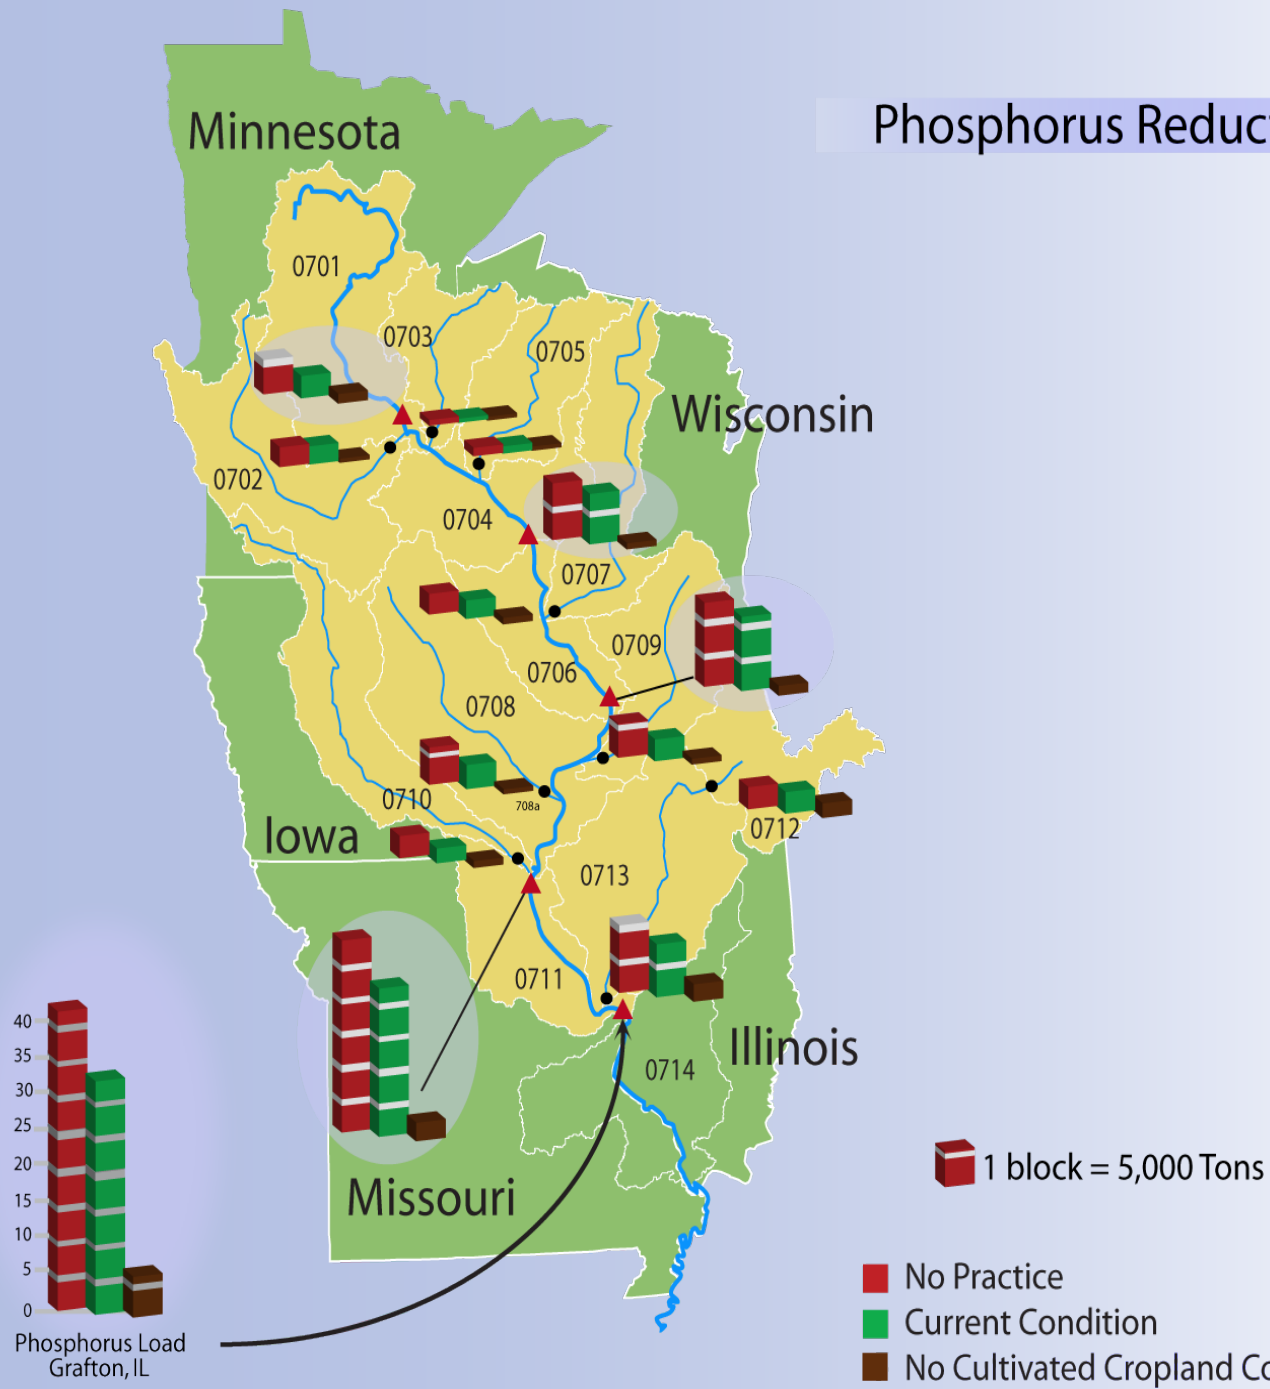 Minnesota
Phosphorus Reduc
0701
0703
0705
Wisconsin
0702
0704
0707
0709
0706
0708
0710
708a
0712
Iowa
0713
0711
Illinois
0714
40
35
30
25
20
15
10
5
0
Phosphorus Load
Grafton, IL
Missouri
1 block = 5,000 Tons
No Practice
Current Condition
No Cultivated Cropland Co